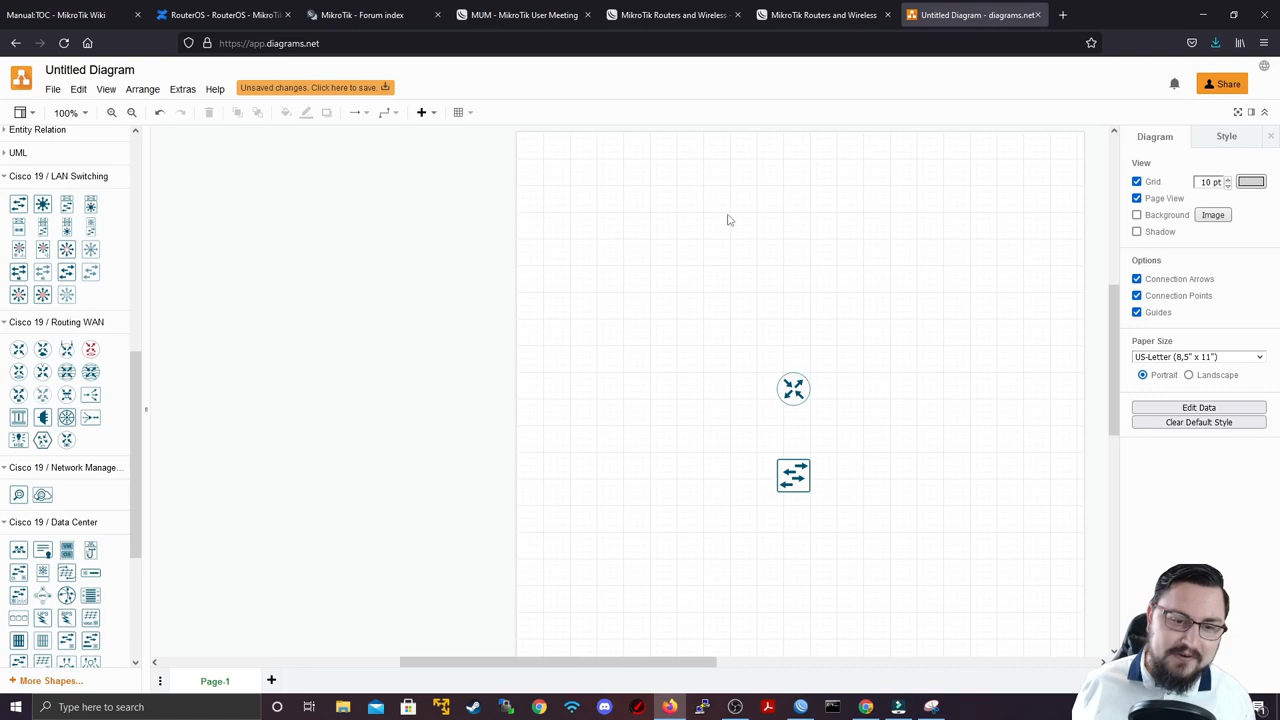 Manual:TOC - MikroTik Wiki
RouterOS - RouterOS - MikroTi
MikroTik - Forum index
MUM - MikroTik User Meeting
MikroTik Routers and Wireless -
MikroTik Routers and Wireless
Untitled Diagram - diagrams.net
https://app.diagrams.net
Untitled Diagram
File Edit View Arrange Extras Help
Unsaved changes. Click here to save.
Share
100%
Entity Relation
UML
Cisco 19 / LAN Switching
Cisco 19 / Routing WAN
Cisco 19 / Network Manage...
Cisco 19 / Data Center
+ More Shapes...
Page-1
Diagram
Style
View
Grid
10 pt
Page View
Background
Image
Shadow
Options
Connection Arrows
Connection Points
Guides
Paper Size
US-Letter (8,5" x 11")
Portrait
Landscape
Edit Data
Clear Default Style
Type here to search